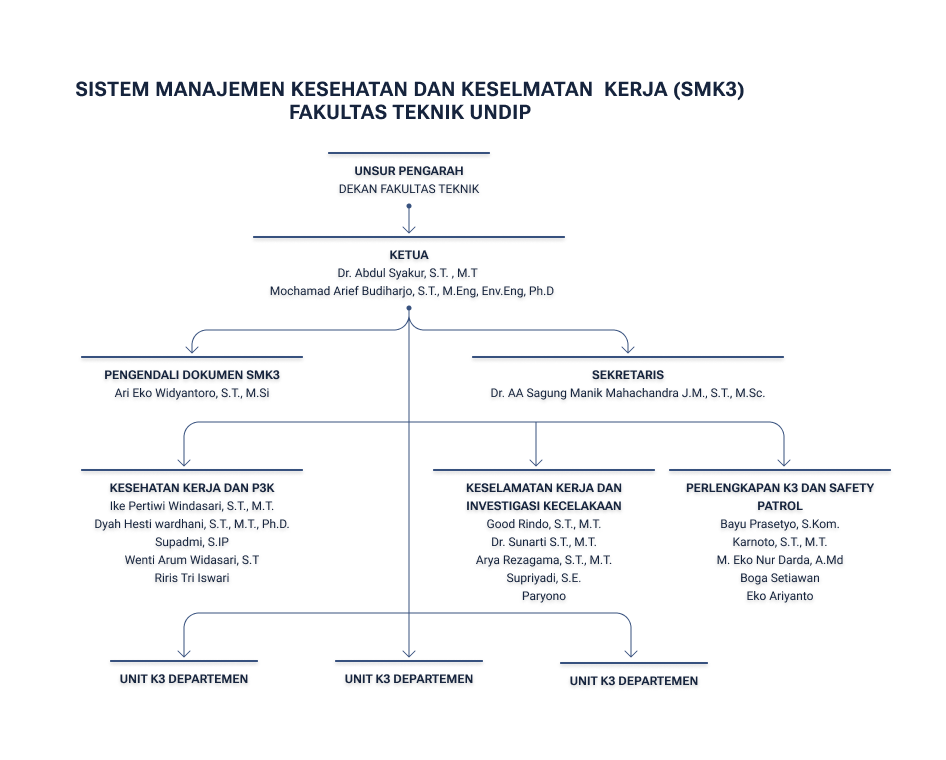 SISTEM MANAJEMEN KESEHATAN DAN KESELMATAN KERJA (SMK3)
FAKULTAS TEKNIK UNDIP
UNSUR PENGARAH
DEKAN FAKULTAS TEKNIK
KETUA
Dr. Abdul Syakur, S.T. , M.T
Mochamad Arief Budiharjo, S.T., M.Eng, Env.Eng, Ph.D
PENGENDALI DOKUMEN SMK3
Ari Eko Widyantoro, S.T., M.Si
SEKRETARIS
Dr. AA Sagung Manik Mahachandra J.M., S.T., M.Sc.
KESEHATAN KERJA DAN P3K
Ike Pertiwi Windasari, S.T., M.T.
Dyah Hesti wardhani, S.T., M.T., Ph.D.
Supadmi, S.IP
Wenti Arum Widasari, S.T
Riris Tri Iswari
KESELAMATAN KERJA DAN
INVESTIGASI KECELAKAAN
Good Rindo, S.T., M.T.
Dr. Sunarti S.T., M.T.
Arya Rezagama, S.T., M.T.
Supriyadi, S.E.
Paryono
PERLENGKAPAN K3 DAN SAFETY
PATROL
Bayu Prasetyo, S.Kom.
Karnoto, S.T., M.T.
M. Eko Nur Darda, A.Md
Boga Setiawan
Eko Ariyanto
UNIT K3 DEPARTEMEN
UNIT K3 DEPARTEMEN
UNIT K3 DEPARTEMEN